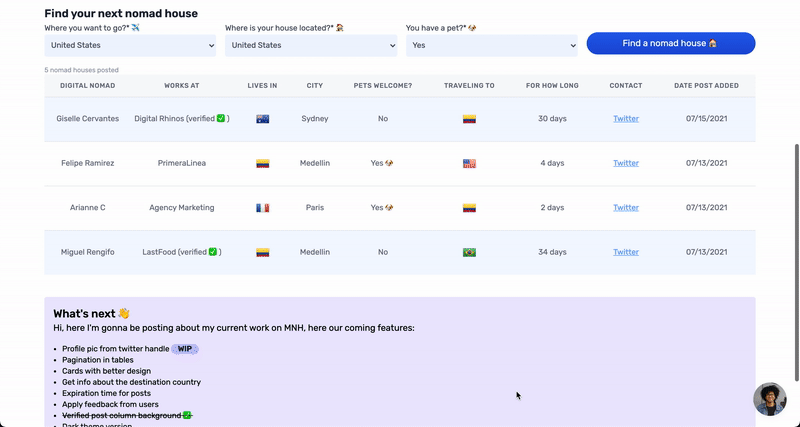 Find your next nomad house
Where you want to go?* ✈️ Where is your house located?* 🏠 You have a pet?* 🐶
United States United States Yes Find a nomad house 🏠
5 nomad houses posted
DIGITAL NOMAD WORKS AT LIVES IN CITY PETS WELCOME? TRAVELING TO FOR HOW LONG CONTACT DATE POST ADDED
Giselle Cervantes Digital Rhinos (verified ✅ ) Sydney No 30 days Twitter 07/15/2021
Felipe Ramirez PrimeraLinea Medellin Yes 🐶 4 days Twitter 07/13/2021
Arianne C Agency Marketing Paris Yes 🐶 2 days Twitter 07/13/2021
Miguel Rengifo LastFood (verified ✅ ) Medellin No 34 days Twitter 07/13/2021
What's next 👋
Hi, here I'm gonna be posting about my current work on MNH, here our coming features:
• Profile pic from twitter handle WIP
• Pagination in tables
• Cards with better design
• Get info about the destination country
• Expiration time for posts
• Apply feedback from users
• Verified post column background ✅
• Dark theme version